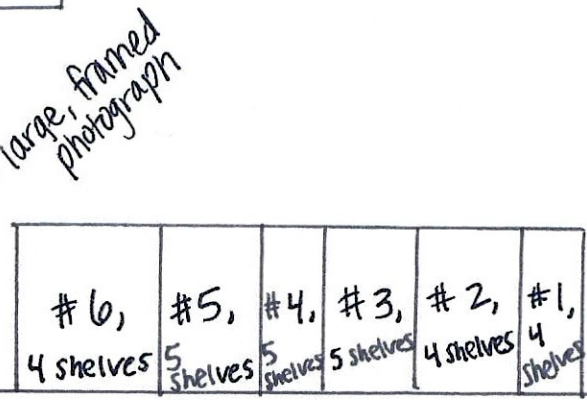 large, framed
photograph
#6, #5, #4, #3, #2, #1,
4 shelves 5 shelves 5 shelves 5 shelves 4 shelves 4 shelves